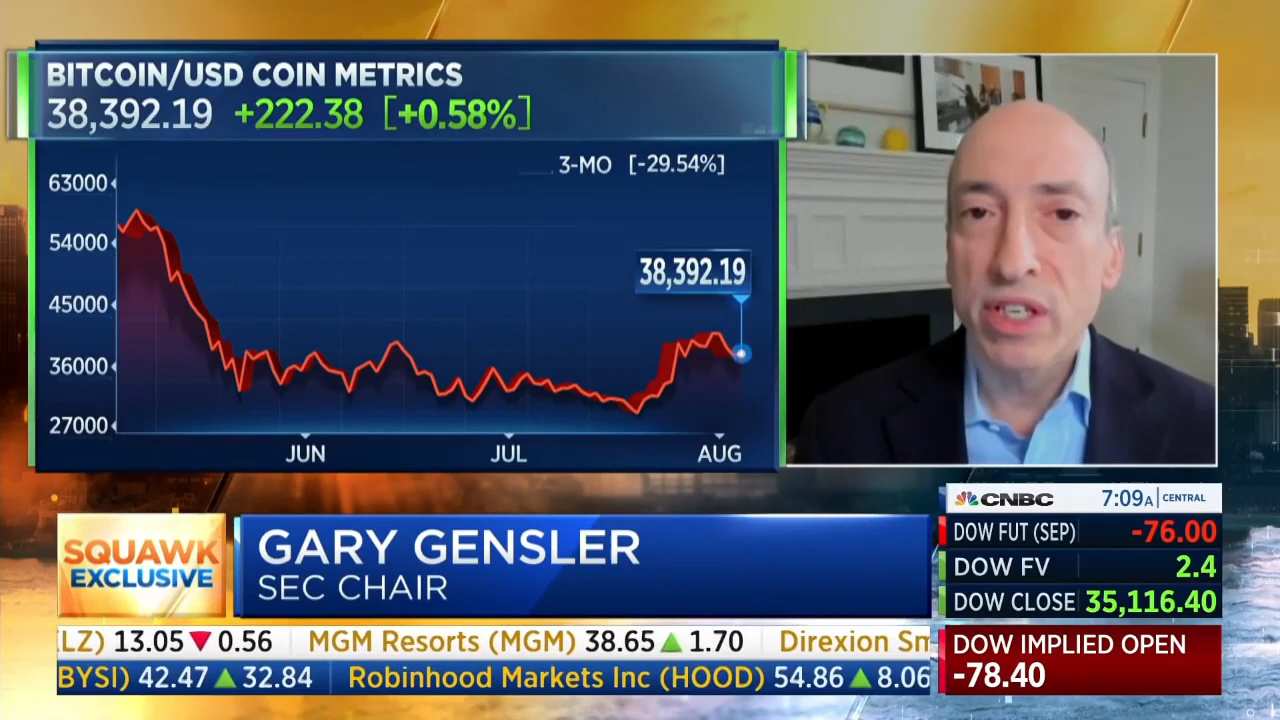 BITCOIN/USD COIN METRICS
38,392.19 +222.38 [+0.58%]
3-MO [-29.54%]
63000
54000
45000
36000
27000
38,392.19
JUN JUL AUG
SQUAWK
EXCLUSIVE
GARY GENSLER
SEC CHAIR
CNBC 7:09A CENTRAL
DOW FUT (SEP) -76.00
DOW FV 2.4
DOW CLOSE 35,116.40
DOW IMPLIED OPEN
-78.40
LZ) 13.05 ▼ 0.56 MGM Resorts (MGM) 38.65 ▲ 1.70 Direxion Sm
BYSI) 42.47 ▲ 32.84 Robinhood Markets Inc (HOOD) 54.86 ▲ 8.06